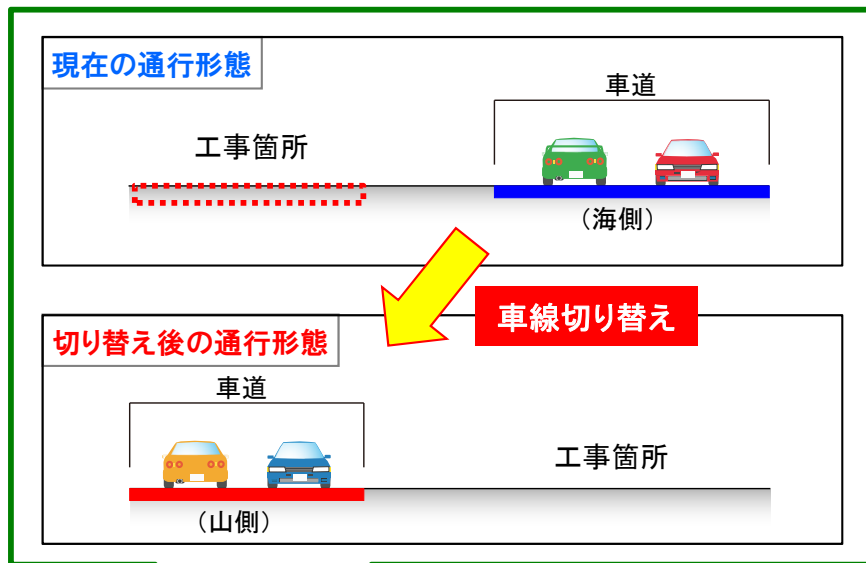 現在の通行形態
車道
工事箇所
（海側）
車線切り替え
切り替え後の通行形態
車道
工事箇所
（山側）